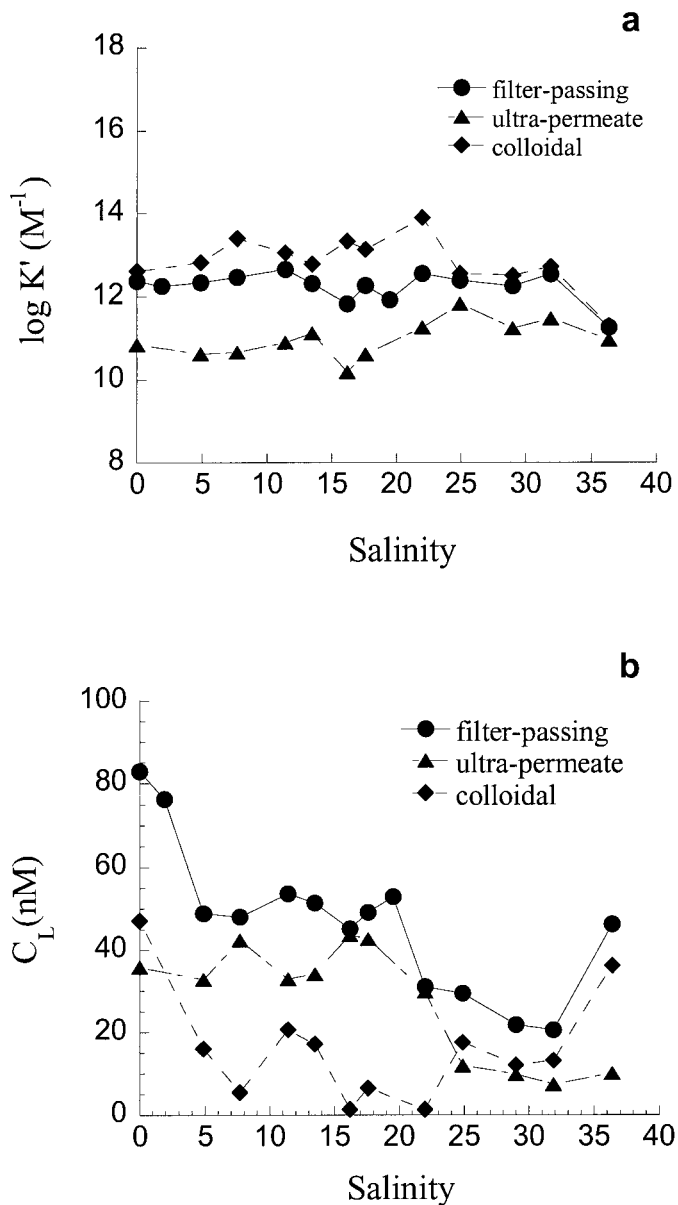 a
18
16
14
12
10
8
log K' (M⁻¹)
filter-passing
ultra-permeate
colloidal
0 5 10 15 20 25 30 35 40
Salinity
b
100
80
60
40
20
0
C_L (nM)
filter-passing
ultra-permeate
colloidal
0 5 10 15 20 25 30 35 40
Salinity